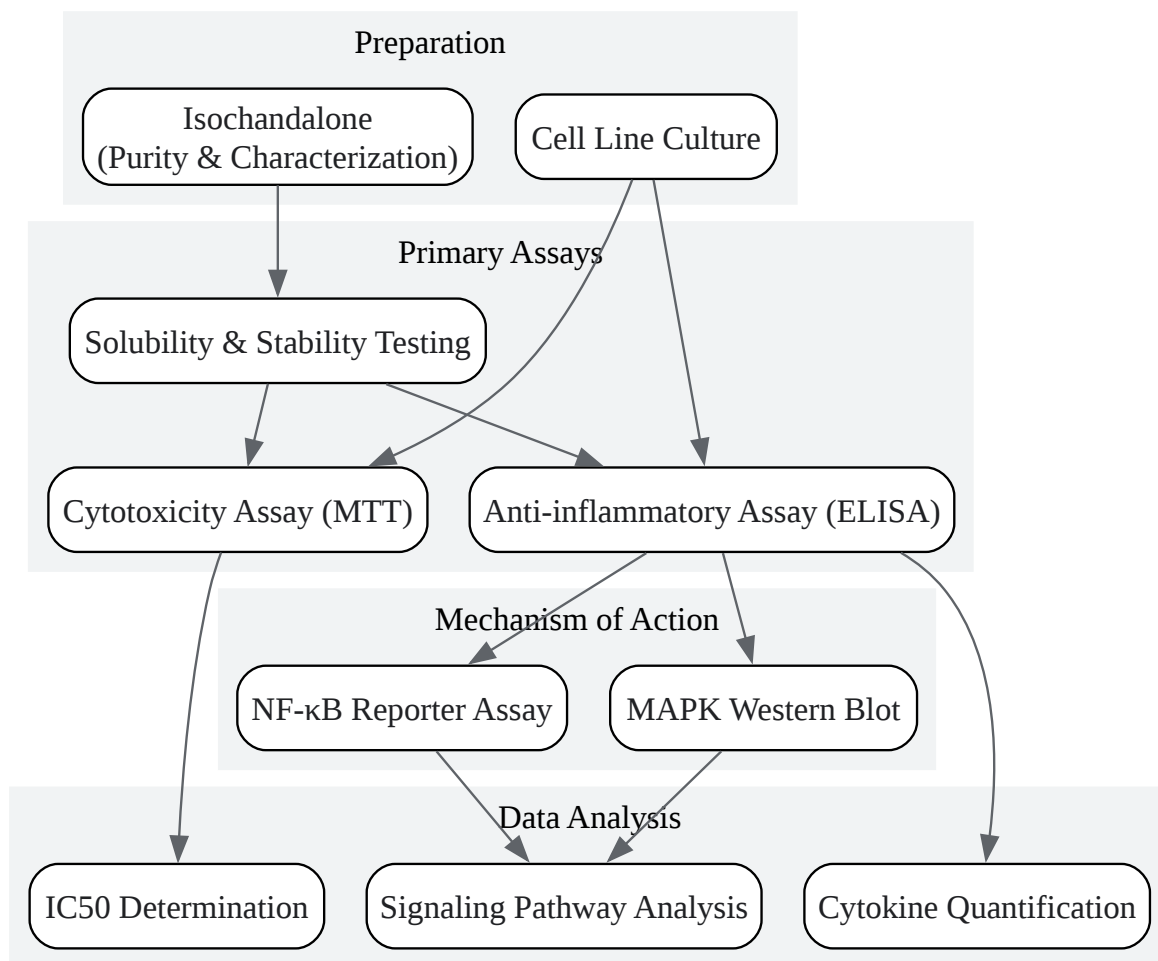 Preparation
Isochandalone
(Purity & Characterization)
Cell Line Culture
Primary Assays
Solubility & Stability Testing
Cytotoxicity Assay (MTT)
Anti-inflammatory Assay (ELISA)
Mechanism of Action
NF-κB Reporter Assay
MAPK Western Blot
Data Analysis
IC50 Determination
Signaling Pathway Analysis
Cytokine Quantification